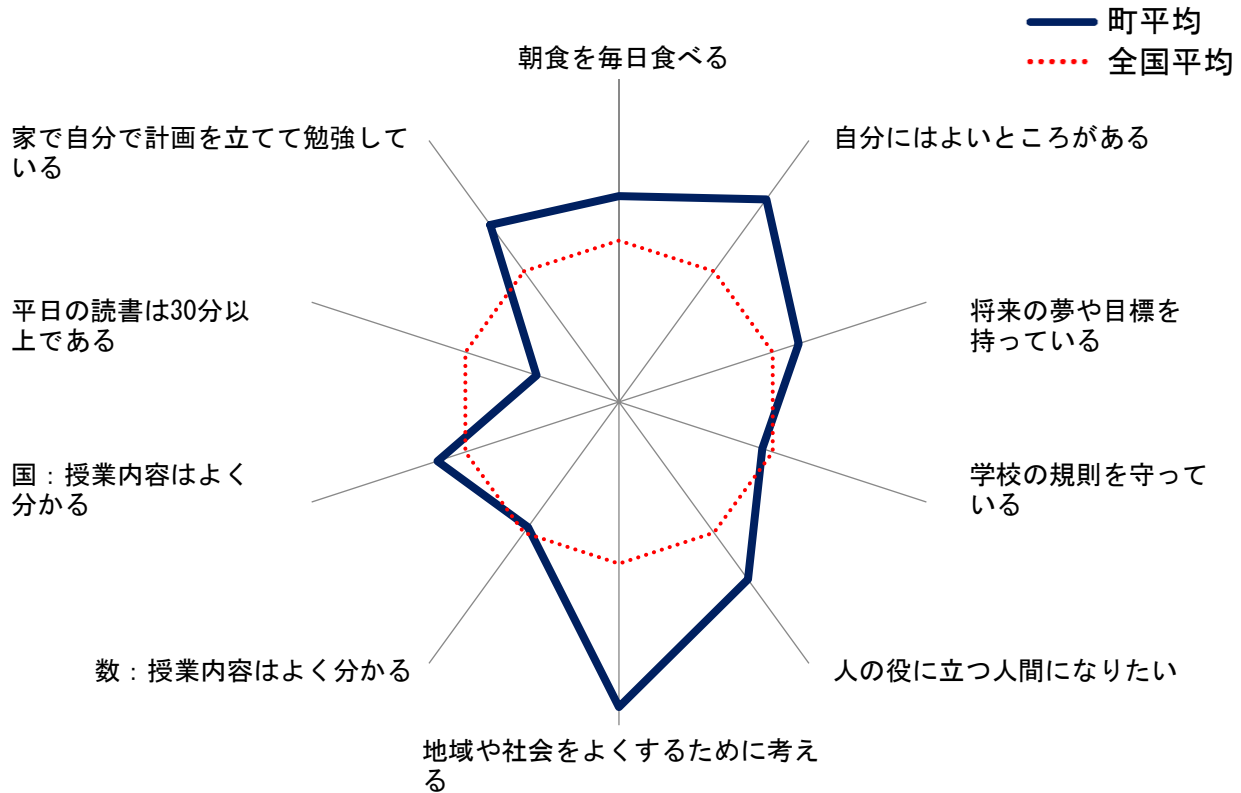 町平均
全国平均
朝食を毎日食べる
自分にはよいところがある
将来の夢や目標を
持っている
学校の規則を守って
いる
人の役に立つ人間になりたい
地域や社会をよくするために考え
る
数：授業内容はよく分かる
国：授業内容はよく
分かる
平日の読書は30分以
上である
家で自分で計画を立てて勉強して
いる